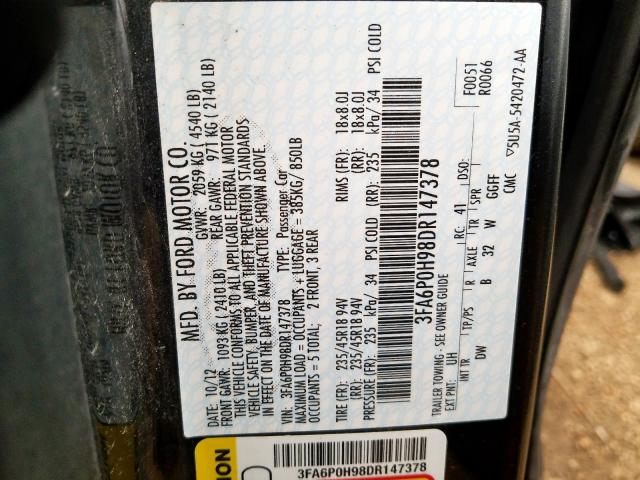 MFD. BY FORD MOTOR CO.
DATE: 10/12 GVWR: 2059 KG ( 4540 LB)
FRONT GAWR: 1093 KG ( 2410 LB) REAR GAWR: 971 KG ( 2140 LB)
THIS VEHICLE CONFORMS TO ALL APPLICABLE FEDERAL MOTOR
VEHICLE SAFETY, BUMPER, AND THEFT PREVENTION STANDARDS
IN EFFECT ON THE DATE OF MANUFACTURE SHOWN ABOVE.
VIN: 3FA6P0H98DR147378 TYPE: Passenger Car
MAXIMUM LOAD = OCCUPANTS + LUGGAGE = 385KG/ 850LB
OCCUPANTS = 5 TOTAL; 2 FRONT, 3 REAR
TIRE (FR): 235/45R18 94V RIMS (FR): 18x8.0J
(RR): 235/45R18 94V (RR): 18x8.0J
PRESSURE (FR): 235 kPa/ 34 PSI COLD (RR): 235 kPa/ 34 PSI COLD
3FA6P0H98DR147378
TRAILER TOWING - SEE OWNER GUIDE
EXT PNT: UH RC: 41 DSO: F0051
R0066
INT TR TP/PS R AXLE TR SPR
DW B 32 W GGFF
CMC ▽5U5A-5420472-AA
3FA6P0H98DR147378